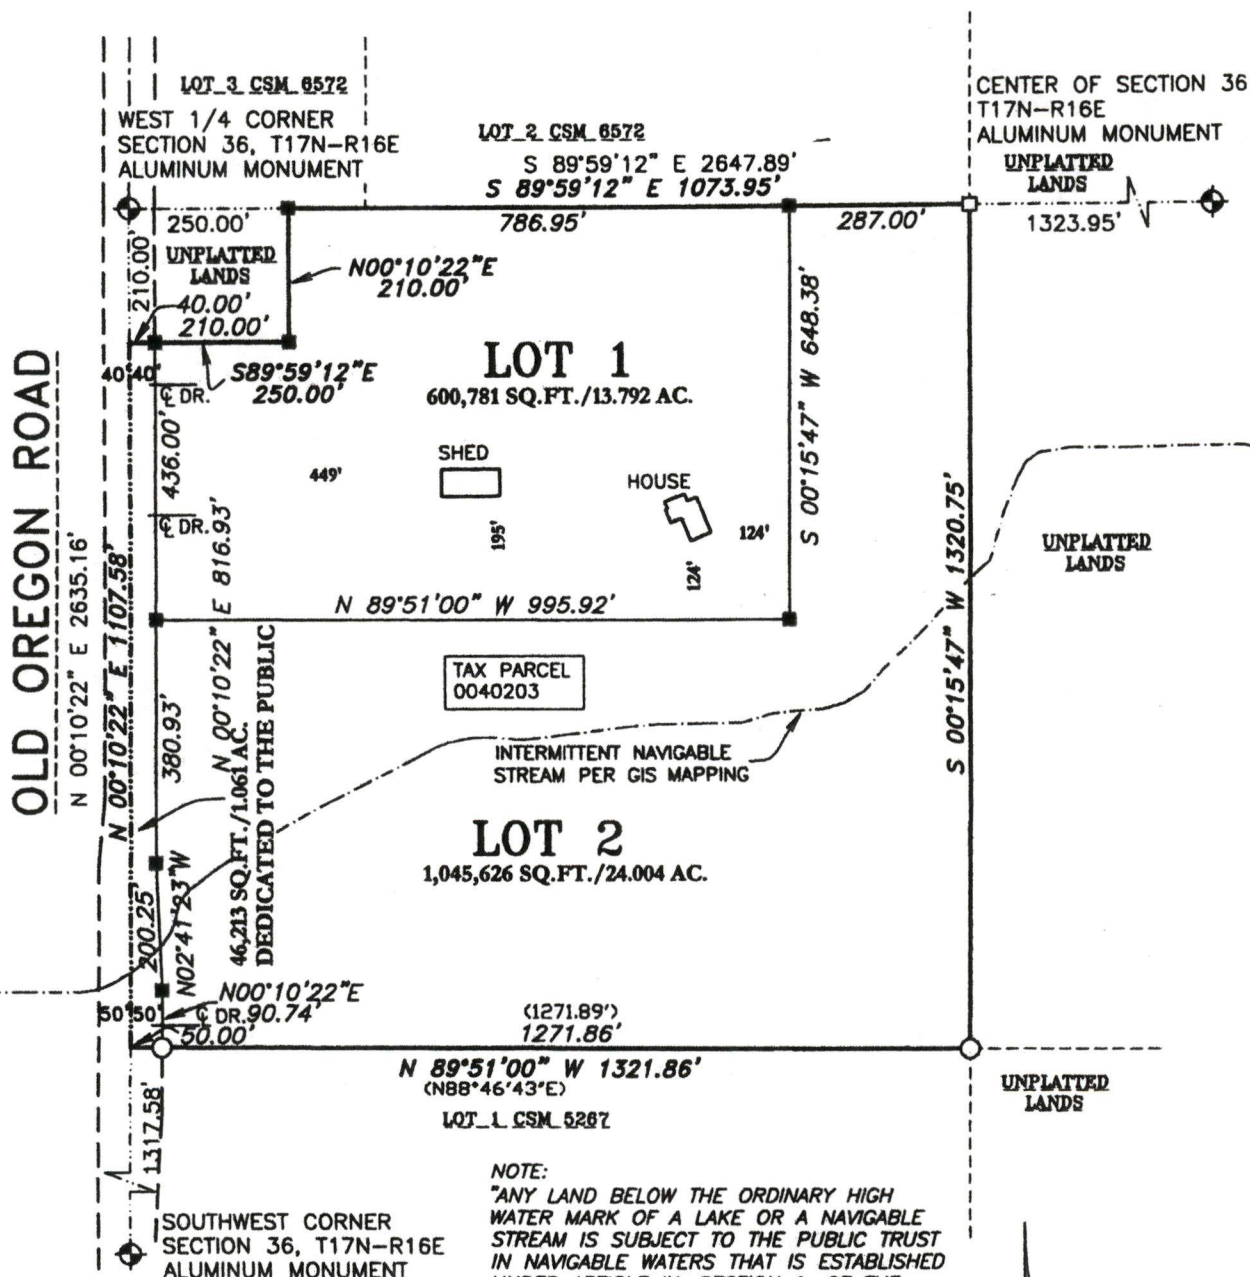 LOT 3 CSM 6572
WEST 1/4 CORNER
SECTION 36, T17N-R16E
ALUMINUM MONUMENT
LOT 2 CSM 6572
S 89°59'12" E 2647.89'
S 89°59'12" E 1073.95'
CENTER OF SECTION 36
T17N-R16E
ALUMINUM MONUMENT
UNPLATTED
LANDS
250.00'
786.95'
287.00'
1323.95'
210.00'
UNPLATTED
LANDS
40.00'
210.00'
N00°10'22"E
210.00'
S89°59'12"E
250.00'
40' 40'
℄ DR.
LOT 1
600,781 SQ.FT./13.792 AC.
S 00°15'47" W 648.38'
436.00'
449'
SHED
HOUSE
195'
124'
124'
℄ DR.
OLD OREGON ROAD
N 00°10'22" E 2635.16'
N 00°10'22" E 1107.58'
N 00°10'22" E 816.93'
S 00°15'47" W 1320.75'
UNPLATTED
LANDS
N 89°51'00" W 995.92'
TAX PARCEL
0040203
380.93'
INTERMITTENT NAVIGABLE
STREAM PER GIS MAPPING
46,213 SQ.FT./1.061 AC.
DEDICATED TO THE PUBLIC
LOT 2
1,045,626 SQ.FT./24.004 AC.
200.25'
N02°41'23"W
N00°10'22"E
90.74'
50' 50'
℄ DR.
50.00'
(1271.89')
1271.86'
N 89°51'00" W 1321.86'
(N88°46'43"E)
LOT 1 CSM 5267
UNPLATTED
LANDS
1317.58'
SOUTHWEST CORNER
SECTION 36, T17N-R16E
ALUMINUM MONUMENT
NOTE:
"ANY LAND BELOW THE ORDINARY HIGH
WATER MARK OF A LAKE OR A NAVIGABLE
STREAM IS SUBJECT TO THE PUBLIC TRUST
IN NAVIGABLE WATERS THAT IS ESTABLISHED